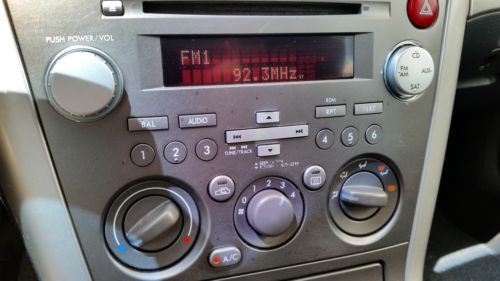 PUSH POWER/VOL
FM1
92.3MHz ST
CD
FM AM
AUX
SAT
BAL
AUDIO
RDM
RPT
TEXT
TUNE/TRACK
1
2
3
4
5
6
0 1 2 3 4
A/C